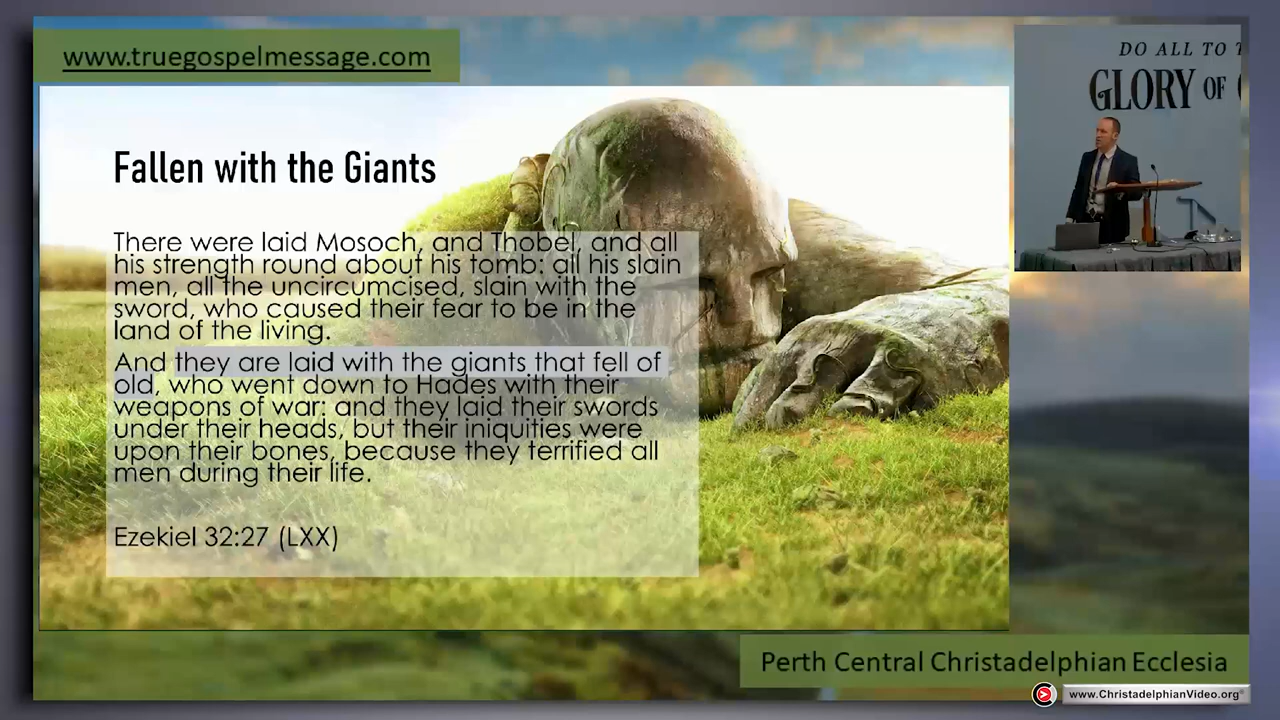 www.truegospelmessage.com
DO ALL TO
GLORY OF
Fallen with the Giants
There were laid Mosoch, and Thobel, and all
his strength round about his tomb: all his slain
men, all the uncircumcised, slain with the
sword, who caused their fear to be in the
land of the living.
And they are laid with the giants that fell of
old, who went down to Hades with their
weapons of war: and they laid their swords
under their heads, but their iniquities were
upon their bones, because they terrified all
men during their life.
Ezekiel 32:27 (LXX)
Perth Central Christadelphian Ecclesia
www.ChristadelphianVideo.org